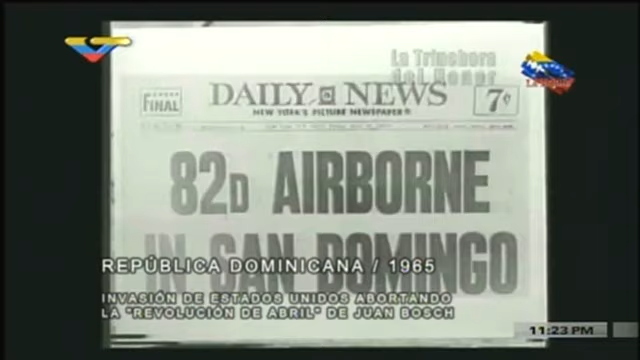 La Trinchera
del Honor
FINAL
DAILY NEWS
NEW YORK'S PICTURE NEWSPAPER®
7¢
82D AIRBORNE
IN SAN DOMINGO
REPÚBLICA DOMINICANA / 1965
INVASIÓN DE ESTADOS UNIDOS ABORTANDO
LA "REVOLUCIÓN DE ABRIL" DE JUAN BOSCH
11:23 PM